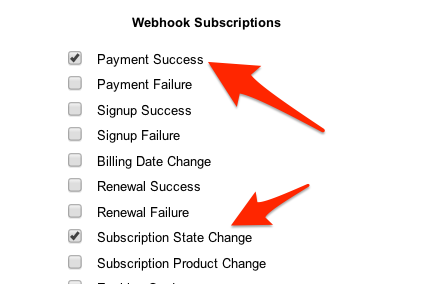 Webhook Subscriptions
Payment Success
Payment Failure
Signup Success
Signup Failure
Billing Date Change
Renewal Success
Renewal Failure
Subscription State Change
Subscription Product Change